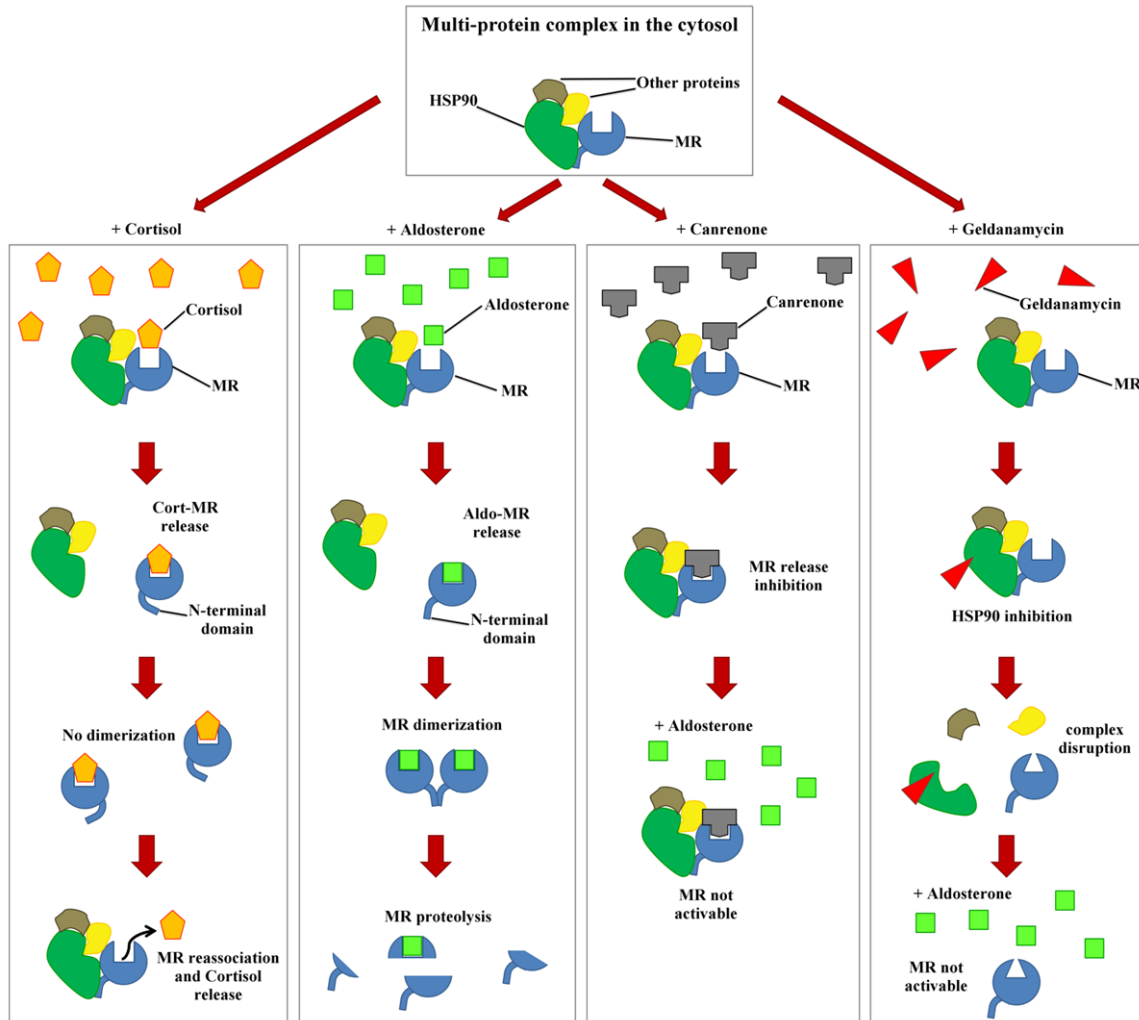 Multi-protein complex in the cytosol
Other proteins
HSP90
MR
+ Cortisol
Cortisol
MR
Cort-MR
release
N-terminal
domain
No dimerization
MR reassociation
and Cortisol
release
+ Aldosterone
Aldosterone
MR
Aldo-MR
release
N-terminal
domain
MR dimerization
MR proteolysis
+ Canrenone
Canrenone
MR
MR release
inhibition
+ Aldosterone
MR not
activable
+ Geldanamycin
Geldanamycin
MR
HSP90 inhibition
complex
disruption
+ Aldosterone
MR not
activable